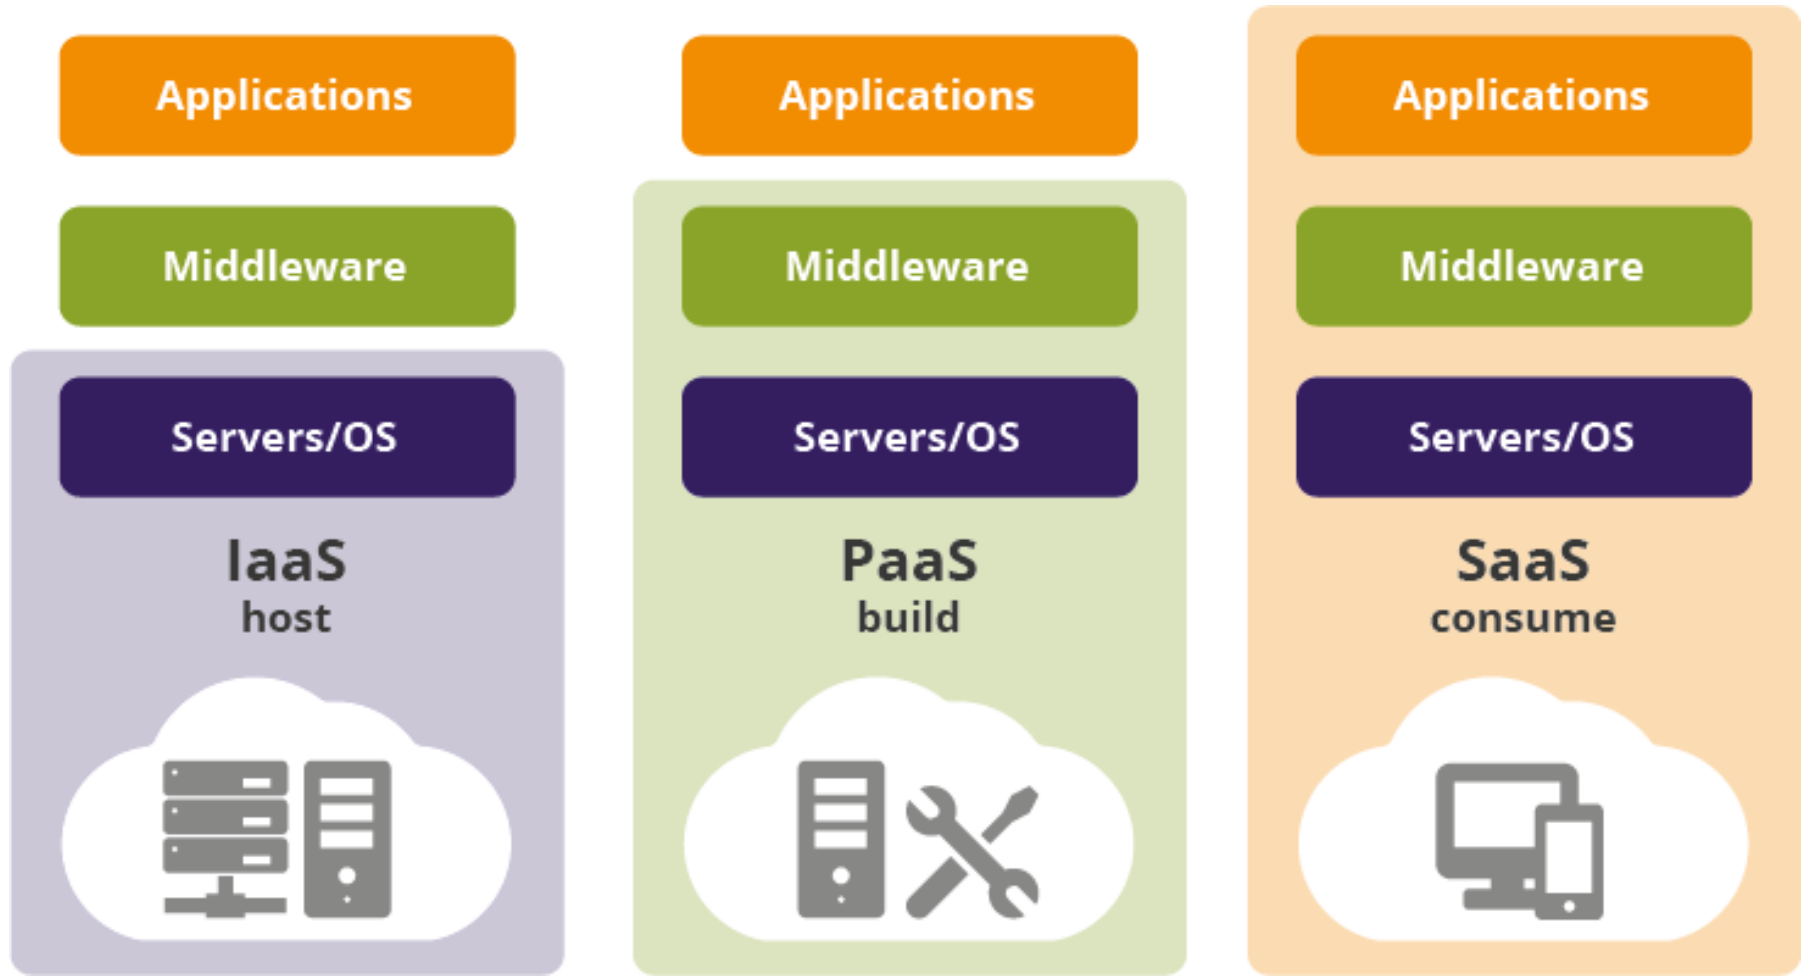 Applications
Middleware
Servers/OS
IaaS
host
Applications
Middleware
Servers/OS
PaaS
build
Applications
Middleware
Servers/OS
SaaS
consume